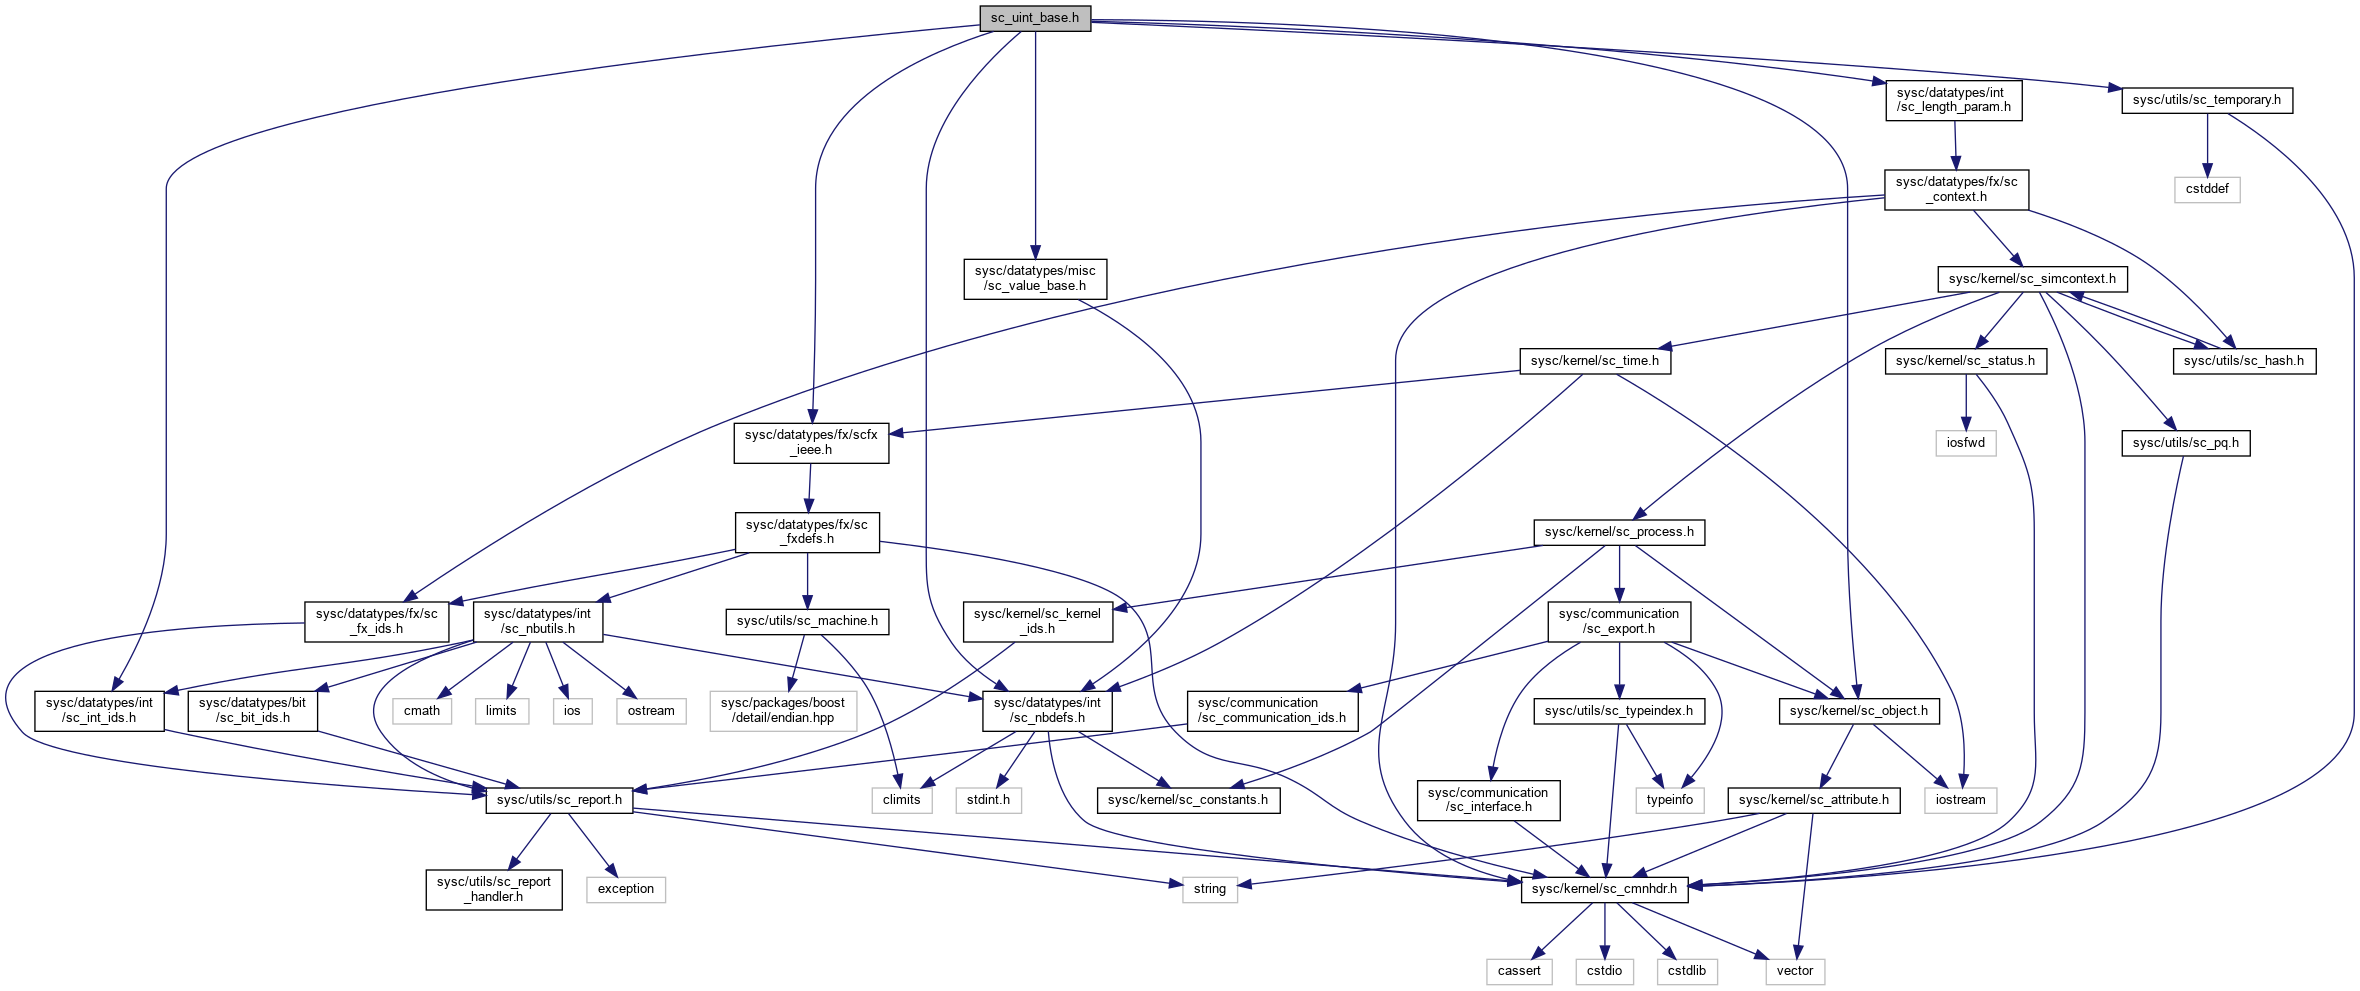 sc_uint_base.h
sysc/datatypes/int
/sc_length_param.h
sysc/utils/sc_temporary.h
sysc/datatypes/fx/sc
_context.h
cstddef
sysc/datatypes/misc
/sc_value_base.h
sysc/kernel/sc_simcontext.h
sysc/kernel/sc_time.h
sysc/kernel/sc_status.h
sysc/utils/sc_hash.h
sysc/datatypes/fx/scfx
_ieee.h
iosfwd
sysc/utils/sc_pq.h
sysc/datatypes/fx/sc
_fxdefs.h
sysc/kernel/sc_process.h
sysc/datatypes/fx/sc
_fx_ids.h
sysc/datatypes/int
/sc_nbutils.h
sysc/utils/sc_machine.h
sysc/kernel/sc_kernel
_ids.h
sysc/communication
/sc_export.h
sysc/datatypes/int
/sc_int_ids.h
sysc/datatypes/bit
/sc_bit_ids.h
cmath
limits
ios
ostream
sysc/packages/boost
/detail/endian.hpp
sysc/datatypes/int
/sc_nbdefs.h
sysc/communication
/sc_communication_ids.h
sysc/utils/sc_typeindex.h
sysc/kernel/sc_object.h
sysc/utils/sc_report.h
climits
stdint.h
sysc/kernel/sc_constants.h
sysc/communication
/sc_interface.h
typeinfo
sysc/kernel/sc_attribute.h
iostream
sysc/utils/sc_report
_handler.h
exception
string
sysc/kernel/sc_cmnhdr.h
cassert
cstdio
cstdlib
vector